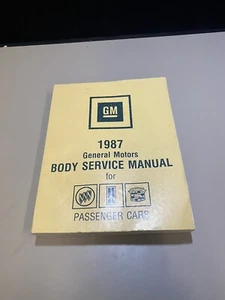 GM
1987
General Motors
BODY SERVICE MANUAL
for
PASSENGER CARS